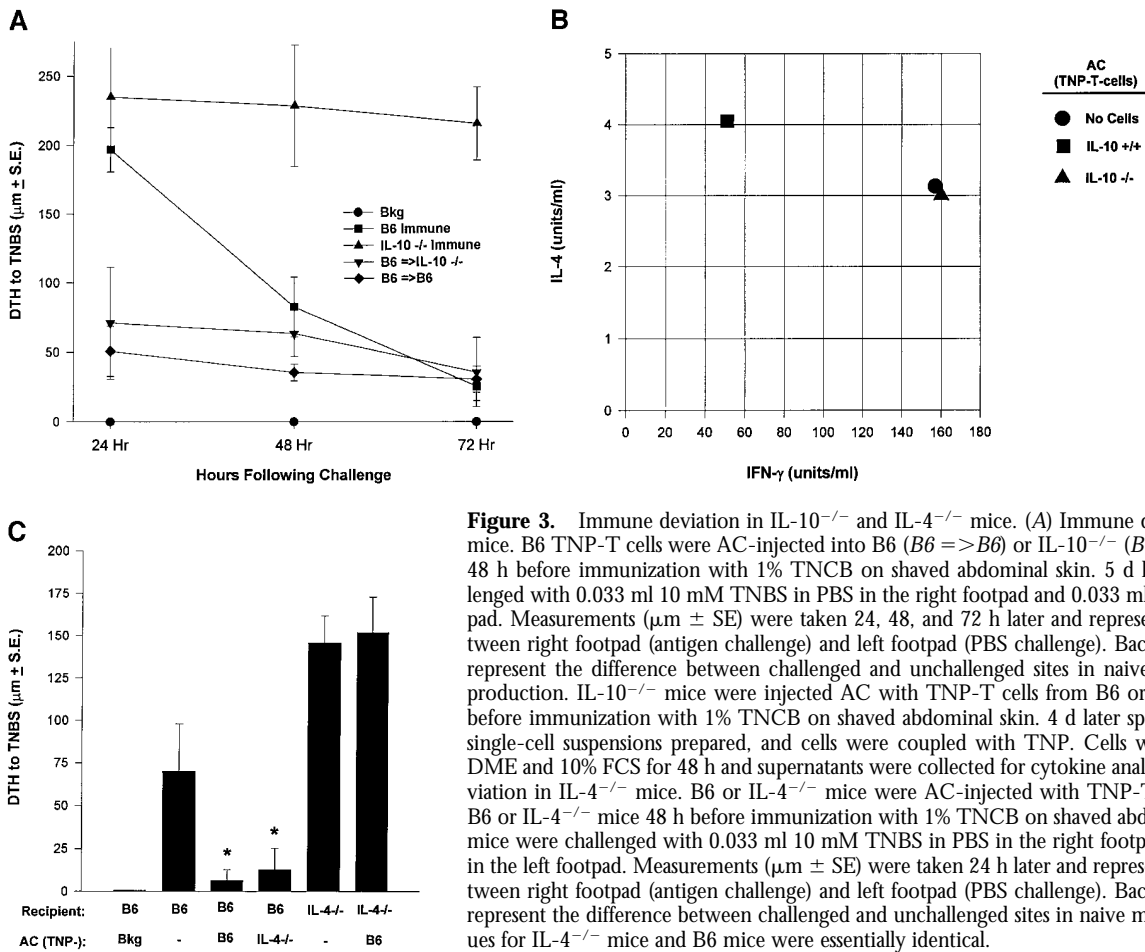 A
DTH to TNBS (μm ± S.E.)
250
200
150
100
50
0
Bkg
B6 Immune
IL-10 -/- Immune
B6 =>IL-10 -/-
B6 =>B6
24 Hr
48 Hr
72 Hr
Hours Following Challenge
B
IL-4 (units/ml)
5
4
3
2
1
0
0 20 40 60 80 100 120 140 160 180
IFN-γ (units/ml)
AC
(TNP-T-cells)
No Cells
IL-10 +/+
IL-10 -/-
C
DTH to TNBS (μm ± S.E.)
200
175
150
125
100
75
50
25
0
* *
Recipient: B6 B6 B6 B6 IL-4-/- IL-4-/-
AC (TNP-): Bkg - B6 IL-4-/- - B6
Figure 3. Immune deviation in IL-10−/− and IL-4−/− mice. (A) Immune d
mice. B6 TNP-T cells were AC-injected into B6 (B6 =>B6) or IL-10−/− (B
48 h before immunization with 1% TNCB on shaved abdominal skin. 5 d l
lenged with 0.033 ml 10 mM TNBS in PBS in the right footpad and 0.033 ml
pad. Measurements (μm ± SE) were taken 24, 48, and 72 h later and represe
tween right footpad (antigen challenge) and left footpad (PBS challenge). Bac
represent the difference between challenged and unchallenged sites in naive
production. IL-10−/− mice were injected AC with TNP-T cells from B6 or
before immunization with 1% TNCB on shaved abdominal skin. 4 d later sp
single-cell suspensions prepared, and cells were coupled with TNP. Cells w
DME and 10% FCS for 48 h and supernatants were collected for cytokine anal
viation in IL-4−/− mice. B6 or IL-4−/− mice were AC-injected with TNP-T
B6 or IL-4−/− mice 48 h before immunization with 1% TNCB on shaved abd
mice were challenged with 0.033 ml 10 mM TNBS in PBS in the right footp
in the left footpad. Measurements (μm ± SE) were taken 24 h later and repres
tween right footpad (antigen challenge) and left footpad (PBS challenge). Bac
represent the difference between challenged and unchallenged sites in naive m
ues for IL-4−/− mice and B6 mice were essentially identical.